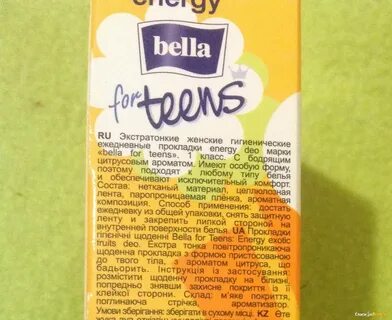 energy
bella
for teens
RU Экстратонкие женские гигиенические
ежедневные прокладки energy deo марки
«bella for teens», 1 класс. С бодрящим
цитрусовым ароматом. Имеют особую форму,
поэтому подходят к любому типу белья
и обеспечивают исключительный комфорт.
Состав: нетканый материал, целлюлозная
лента, паропроницаемая плёнка, ароматная
композиция. Способ применения: достать
ежедневку из общей упаковки, снять защитную
ленту и закрепить липкой стороной на
внутренней поверхности белья. UA Прокладки
гігієнічні щоденні Bella for Teens: Energy exotic
fruits deo. Екстра тонка повітропроникаюча
щоденна прокладка з формою пристосованою
до твого тіла, з ароматом цитруса, що
бадьорить. Інструкція із застосування:
розмістити щоденну прокладку на білизні,
попередньо знявши захисне покриття із
клейкої сторони. Склад: м'яке покриття,
поглинаюча стрічка, ароматизатор.
Умови зберігання: зберігати в сухому місці. KZ Өте